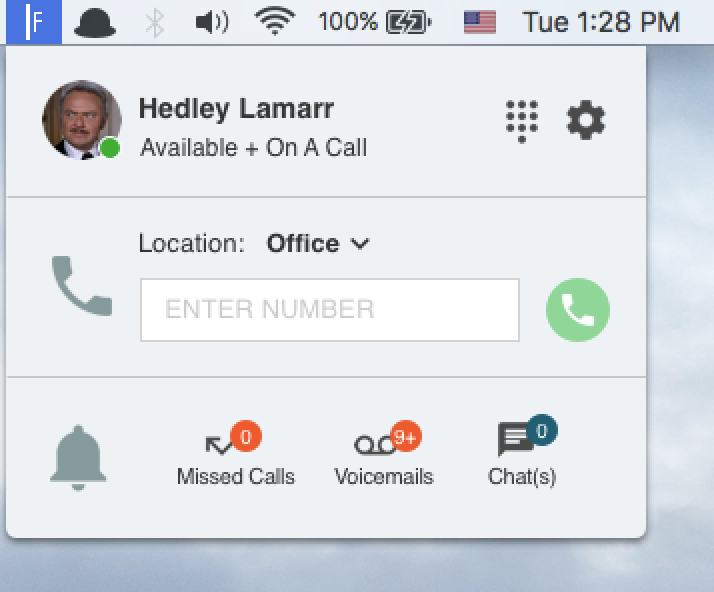 F
100%
Tue 1:28 PM
Hedley Lamarr
Available + On A Call
Location: Office
ENTER NUMBER
0
9+
0
Missed Calls
Voicemails
Chat(s)